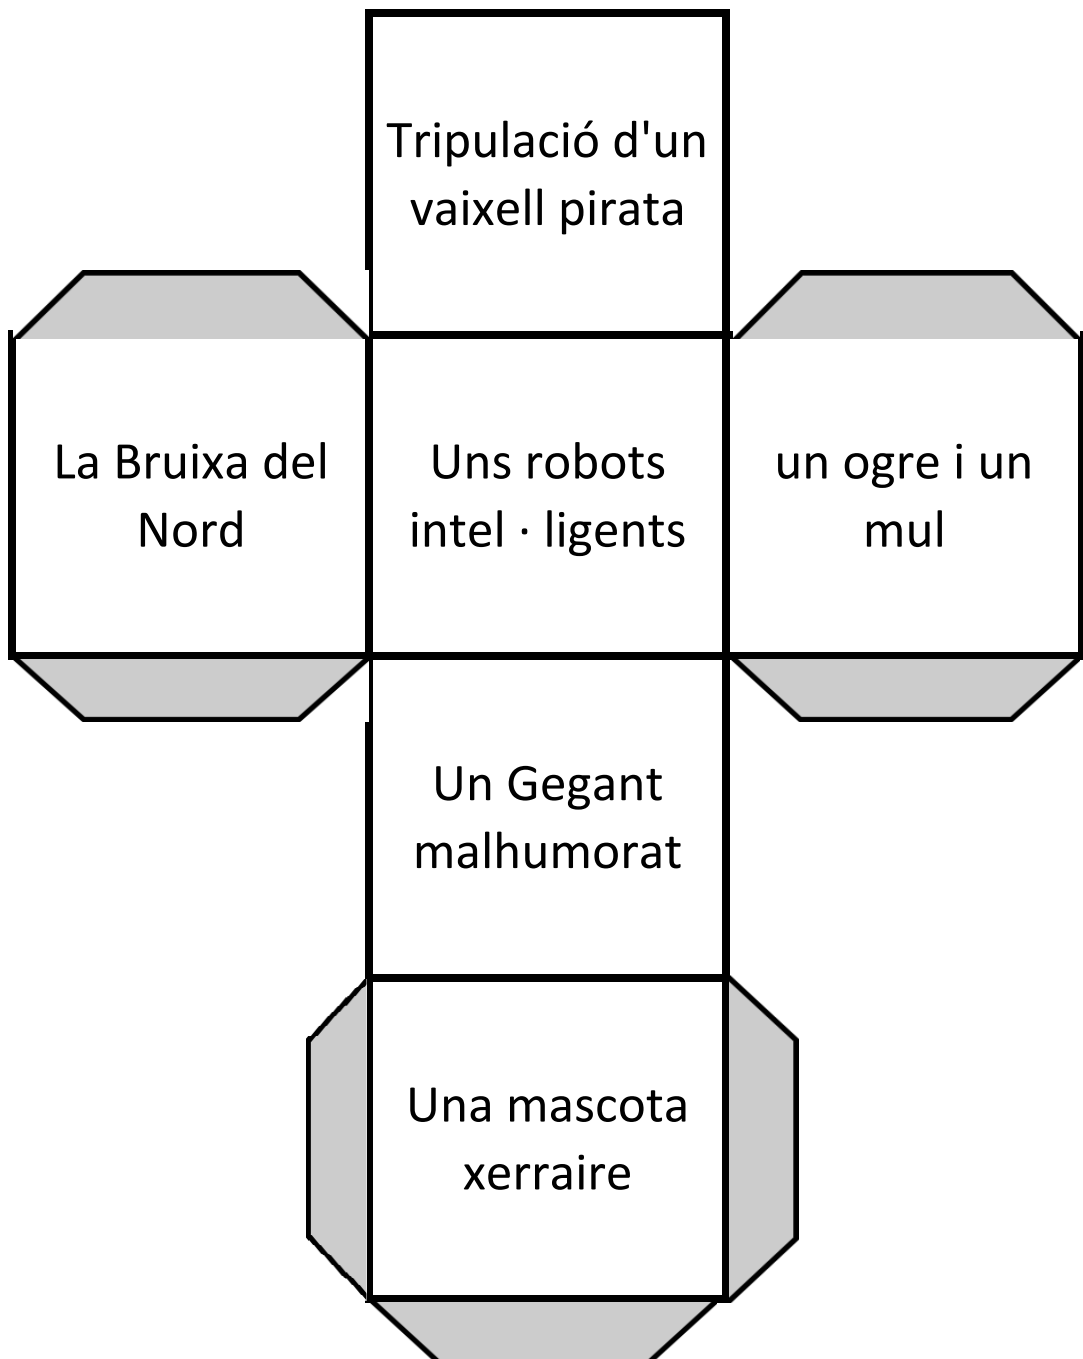 Tripulació d'un
vaixell pirata
La Bruixa del
Nord
Uns robots
intel · ligents
un ogre i un
mul
Un Gegant
malhumorat
Una mascota
xerraire